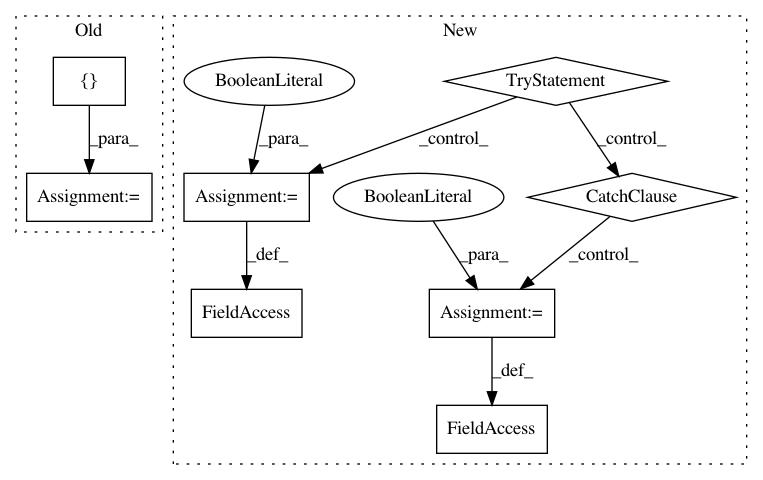 Old
New
{}
BooleanLiteral
TryStatement
_para_
_para_
_control_
_control_
Assignment:=
Assignment:=
BooleanLiteral
CatchClause
_def_
_para_
_control_
FieldAccess
Assignment:=
_def_
FieldAccess